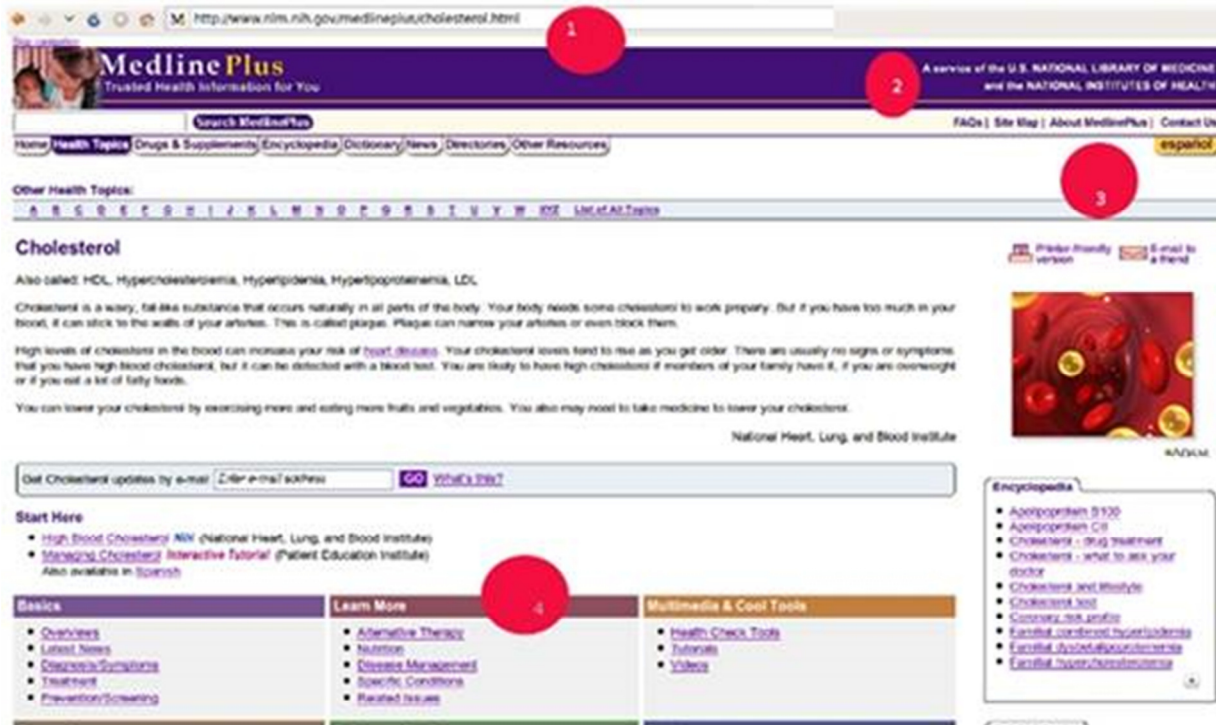 http://www.nlm.nih.gov/medlineplus/cholesterol.html
1
Skip navigation
MedlinePlus
Trusted Health Information for You
2
A service of the U.S. NATIONAL LIBRARY OF MEDICINE
and the NATIONAL INSTITUTES OF HEALTH
Search MedlinePlus
FAQs | Site Map | About MedlinePlus | Contact Us
Home Health Topics Drugs & Supplements Encyclopedia Dictionary News Directories Other Resources
español
3
Other Health Topics:
A B C D E F G H I J K L M N O P Q R S T U V W XYZ List of All Topics
Cholesterol
Printer-friendly version
E-mail to a friend
Also called: HDL, Hypercholesterolemia, Hyperlipidemia, Hyperlipoproteinemia, LDL
Cholesterol is a waxy, fat-like substance that occurs naturally in all parts of the body. Your body needs some cholesterol to work properly. But if you have too much in your
blood, it can stick to the walls of your arteries. This is called plaque. Plaque can narrow your arteries or even block them.
High levels of cholesterol in the blood can increase your risk of heart disease. Your cholesterol levels tend to rise as you get older. There are usually no signs or symptoms
that you have high blood cholesterol, but it can be detected with a blood test. You are likely to have high cholesterol if members of your family have it, if you are overweight
or if you eat a lot of fatty foods.
You can lower your cholesterol by exercising more and eating more fruits and vegetables. You also may need to take medicine to lower your cholesterol.
National Heart, Lung, and Blood Institute
Get Cholesterol updates by e-mail Enter e-mail address GO What's this?
Start Here
High Blood Cholesterol NIH (National Heart, Lung, and Blood Institute)
Managing Cholesterol Interactive Tutorial (Patient Education Institute)
Also available in Spanish
4
Basics
Overviews
Latest News
Diagnosis/Symptoms
Treatment
Prevention/Screening
Learn More
Alternative Therapy
Nutrition
Disease Management
Specific Conditions
Related Issues
Multimedia & Cool Tools
Health Check Tools
Tutorials
Videos
Encyclopedia
Apolipoprotein B100
Apolipoprotein CII
Cholesterol - drug treatment
Cholesterol - what to ask your
doctor
Cholesterol and lifestyle
Cholesterol test
Coronary risk profile
Familial combined hyperlipidemia
Familial dysbetalipoproteinemia
Familial hypercholesterolemia